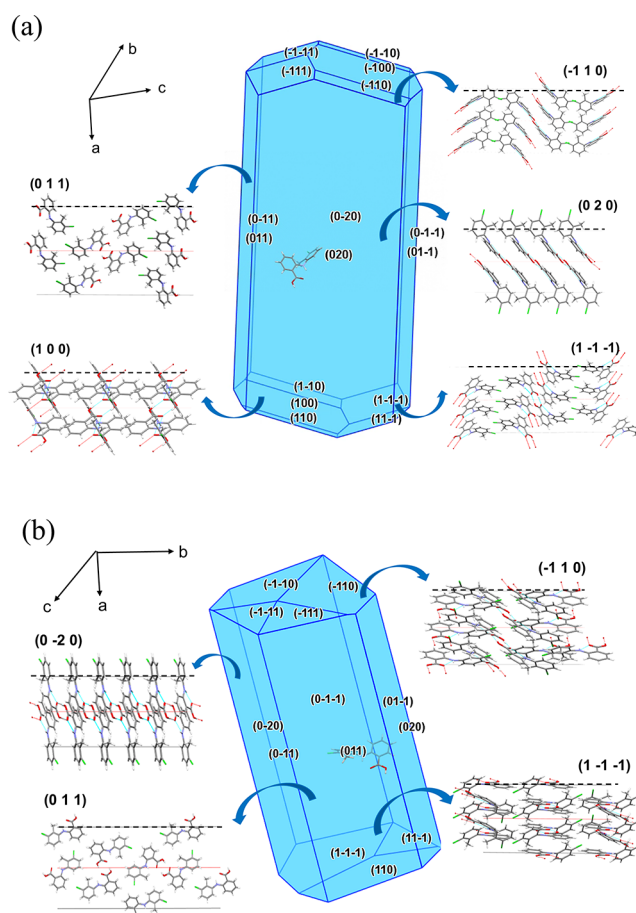 (a)
b
c
a
(-1-11)
(-1-10)
(-100)
(-111)
(-110)
(-1 1 0)
(0 1 1)
(0 2 0)
(0-11)
(0-20)
(0-1-1)
(011)
(01-1)
(020)
(1 0 0)
(1 -1 -1)
(1-10)
(100)
(1-1-1)
(110)
(11-1)
(b)
b
c
a
(-1-10)
(-110)
(-1 1 0)
(-1-11)
(-111)
(0 -2 0)
(0-1-1)
(01-1)
(0-20)
(020)
(0-11)
(011)
(1 -1 -1)
(0 1 1)
(11-1)
(1-1-1)
(110)